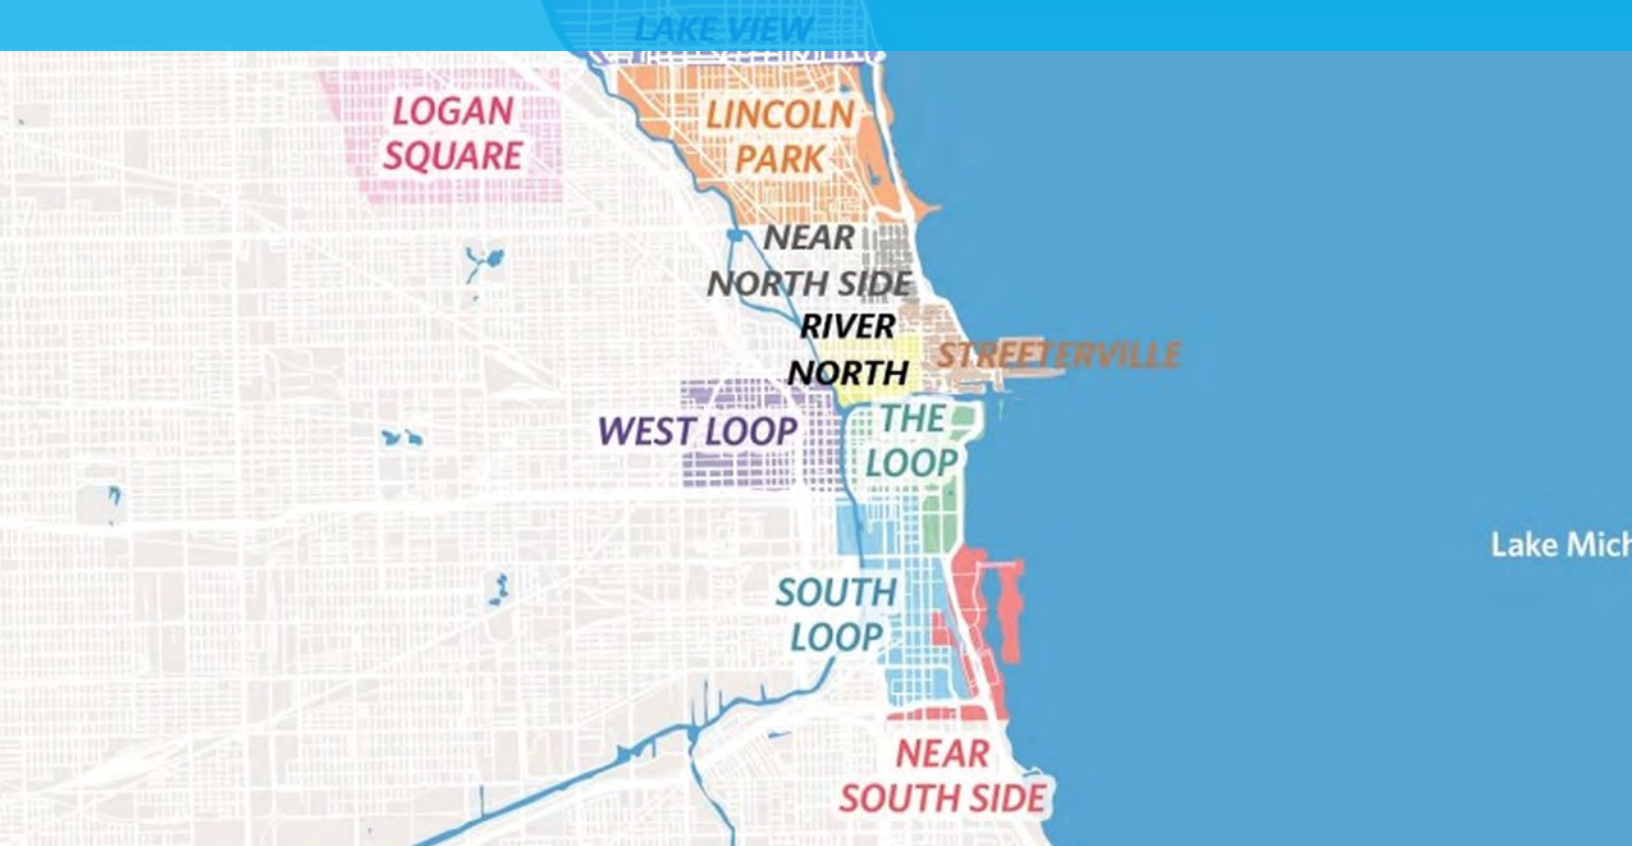 LAKE VIEW
LOGAN
SQUARE
LINCOLN
PARK
NEAR
NORTH SIDE
RIVER
NORTH
STREETERVILLE
WEST LOOP
THE
LOOP
Lake Mich
SOUTH
LOOP
NEAR
SOUTH SIDE